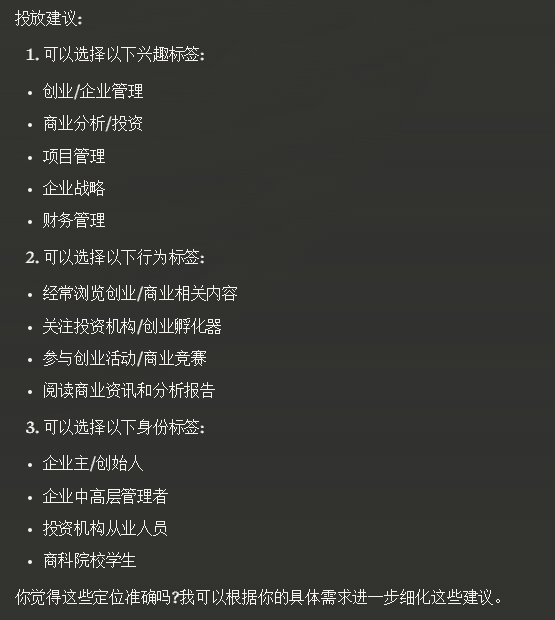 投放建议:
1. 可以选择以下兴趣标签:
• 创业/企业管理
• 商业分析/投资
• 项目管理
• 企业战略
• 财务管理
2. 可以选择以下行为标签:
• 经常浏览创业/商业相关内容
• 关注投资机构/创业孵化器
• 参与创业活动/商业竞赛
• 阅读商业资讯和分析报告
3. 可以选择以下身份标签:
• 企业主/创始人
• 企业中高层管理者
• 投资机构从业人员
• 商科院校学生
你觉得这些定位准确吗?我可以根据你的具体需求进一步细化这些建议。